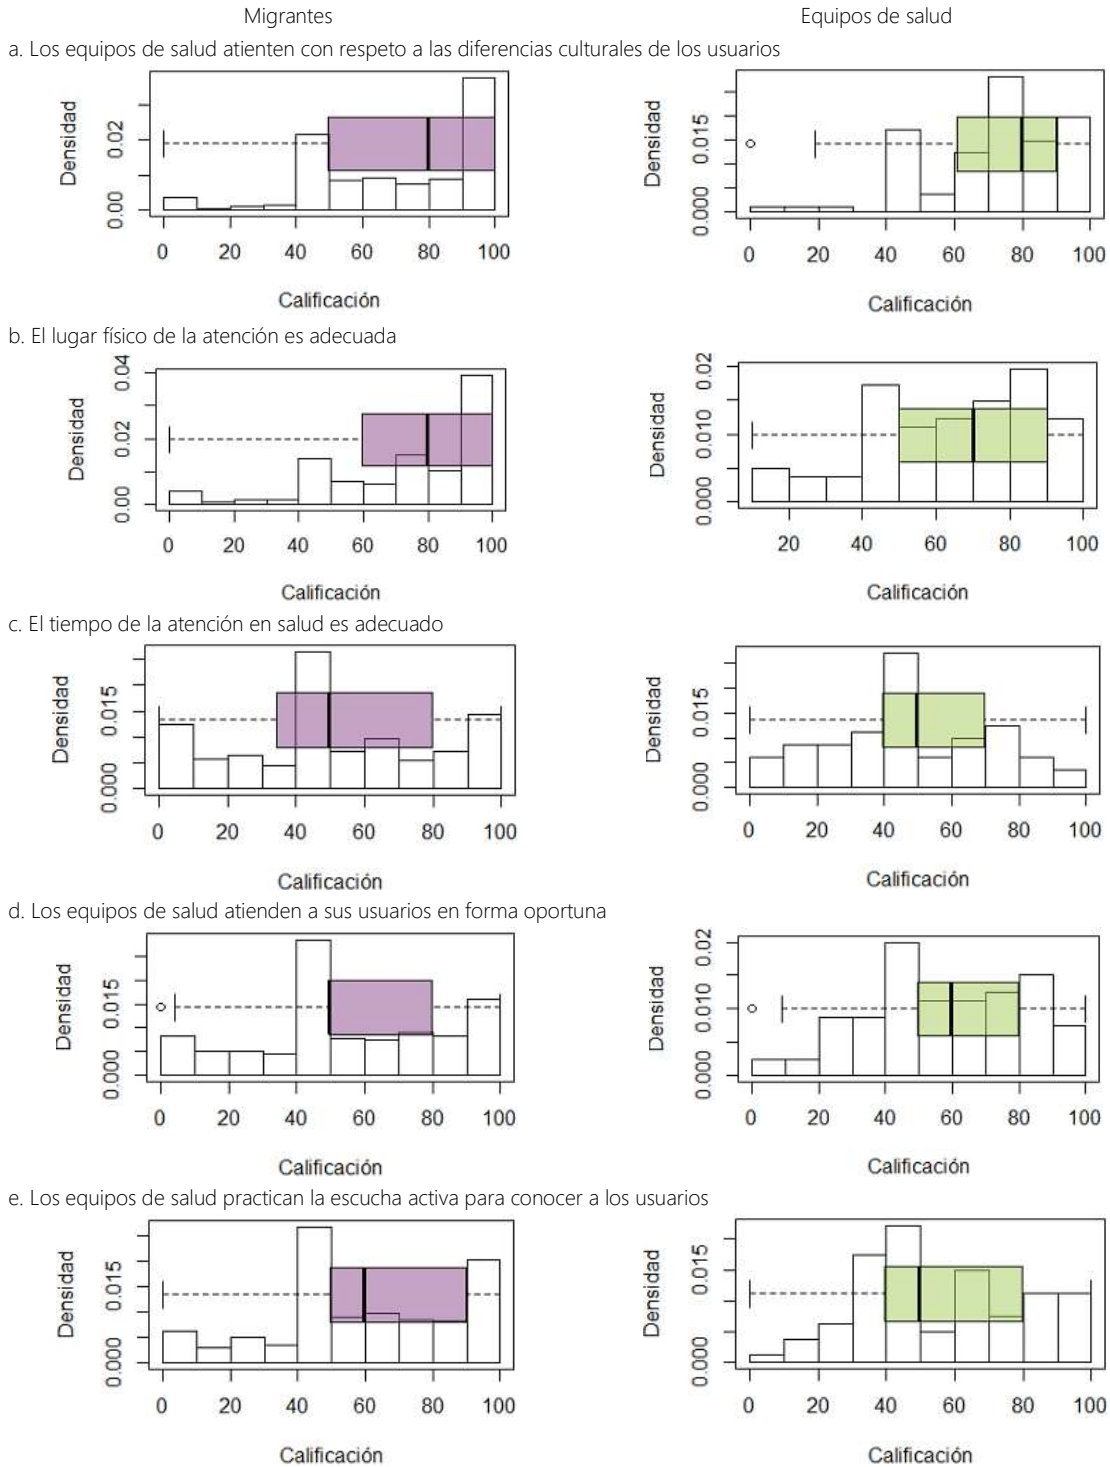 Migrantes Equipos de salud
a. Los equipos de salud atienten con respeto a las diferencias culturales de los usuarios
Densidad 0.00 0.02
0 20 40 60 80 100
Calificación
Densidad 0.000 0.015
0 20 40 60 80 100
Calificación
b. El lugar físico de la atención es adecuada
Densidad 0.00 0.02 0.04
0 20 40 60 80 100
Calificación
Densidad 0.000 0.010 0.02
20 40 60 80 100
Calificación
c. El tiempo de la atención en salud es adecuado
Densidad 0.000 0.015
0 20 40 60 80 100
Calificación
Densidad 0.000 0.015
0 20 40 60 80 100
Calificación
d. Los equipos de salud atienden a sus usuarios en forma oportuna
Densidad 0.000 0.015
0 20 40 60 80 100
Calificación
Densidad 0.000 0.010 0.02
0 20 40 60 80 100
Calificación
e. Los equipos de salud practican la escucha activa para conocer a los usuarios
Densidad 0.000 0.015
0 20 40 60 80 100
Calificación
Densidad 0.000 0.015
0 20 40 60 80 100
Calificación